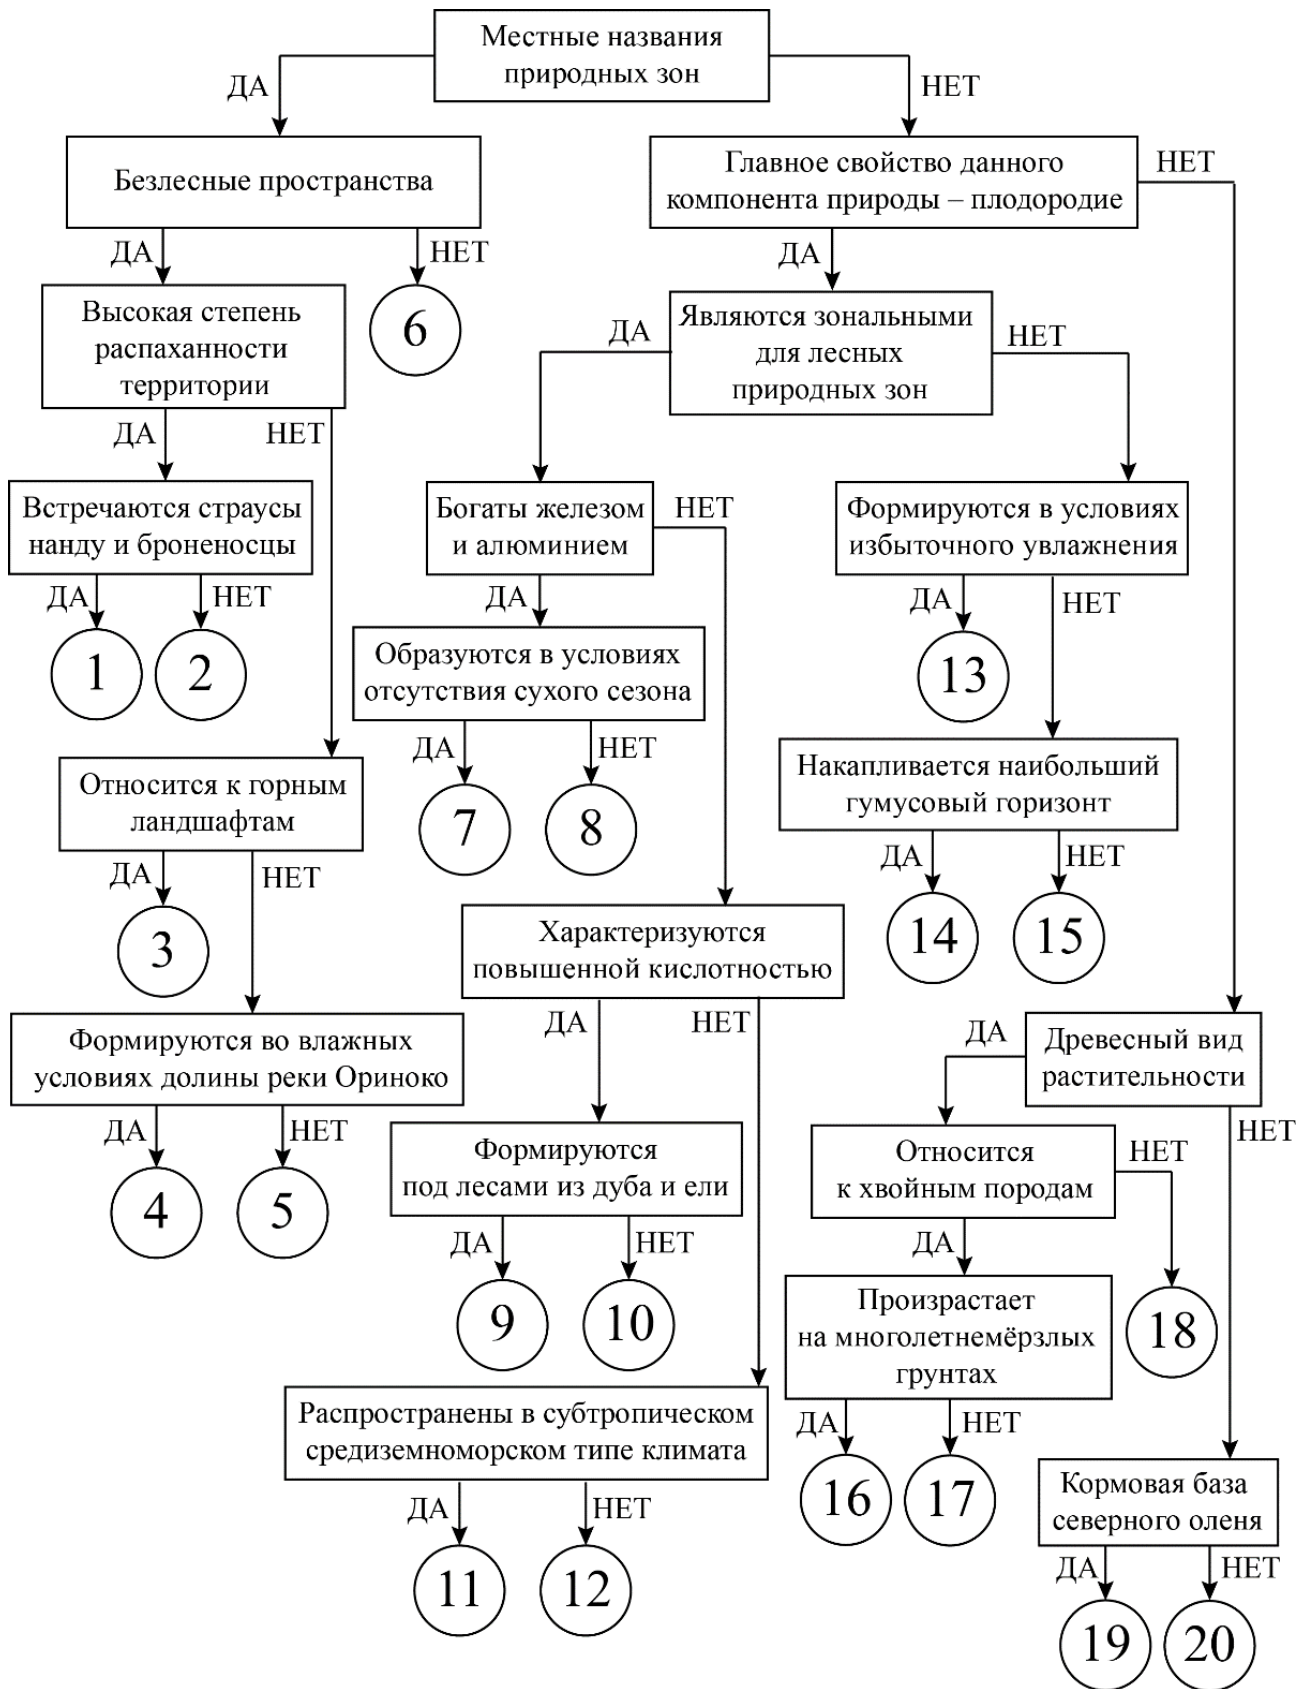 Местные названия
природных зон
ДА
НЕТ
Безлесные пространства
Главное свойство данного
компонента природы – плодородие
НЕТ
ДА
НЕТ
ДА
Высокая степень
распаханности
территории
6
Являются зональными
для лесных
природных зон
ДА
НЕТ
ДА
НЕТ
Встречаются страусы
нанду и броненосцы
Богаты железом
и алюминием
НЕТ
Формируются в условиях
избыточного увлажнения
ДА
НЕТ
ДА
ДА
НЕТ
1
2
Образуются в условиях
отсутствия сухого сезона
13
ДА
НЕТ
Относится к горным
ландшафтам
7
8
Накапливается наибольший
гумусовый горизонт
ДА
НЕТ
ДА
НЕТ
3
14
15
Характеризуются
повышенной кислотностью
ДА
НЕТ
Формируются во влажных
условиях долины реки Ориноко
ДА
Древесный вид
растительности
ДА
НЕТ
НЕТ
4
5
Формируются
под лесами из дуба и ели
Относится
к хвойным породам
НЕТ
ДА
НЕТ
ДА
9
10
Произрастает
на многолетнемёрзлых
грунтах
18
Распространены в субтропическом
средиземноморском типе климата
ДА
НЕТ
ДА
НЕТ
16
17
Кормовая база
северного оленя
11
12
ДА
НЕТ
19
20